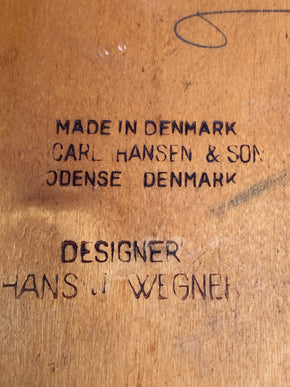 MADE IN DENMARK
CARL HANSEN & SON
ODENSE DENMARK
DESIGNER
HANS J WEGNER